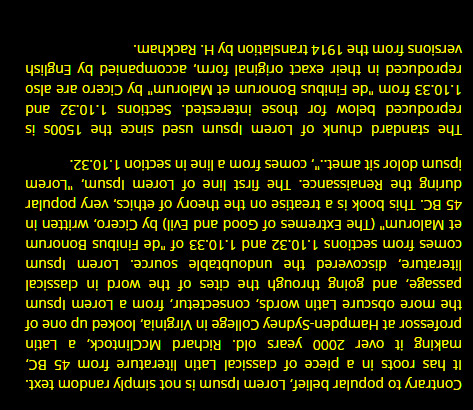 Contrary to popular belief, Lorem Ipsum is not simply random text.
It has roots in a piece of classical Latin literature from 45 BC,
making it over 2000 years old. Richard McClintock, a Latin
professor at Hampden-Sydney College in Virginia, looked up one of
the more obscure Latin words, consectetur, from a Lorem Ipsum
passage, and going through the cites of the word in classical
literature, discovered the undoubtable source. Lorem Ipsum
comes from sections 1.10.32 and 1.10.33 of "de Finibus Bonorum
et Malorum" (The Extremes of Good and Evil) by Cicero, written in
45 BC. This book is a treatise on the theory of ethics, very popular
during the Renaissance. The first line of Lorem Ipsum, "Lorem
ipsum dolor sit amet..", comes from a line in section 1.10.32.
The standard chunk of Lorem Ipsum used since the 1500s is
reproduced below for those interested. Sections 1.10.32 and
1.10.33 from "de Finibus Bonorum et Malorum" by Cicero are also
reproduced in their exact original form, accompanied by English
versions from the 1914 translation by H. Rackham.